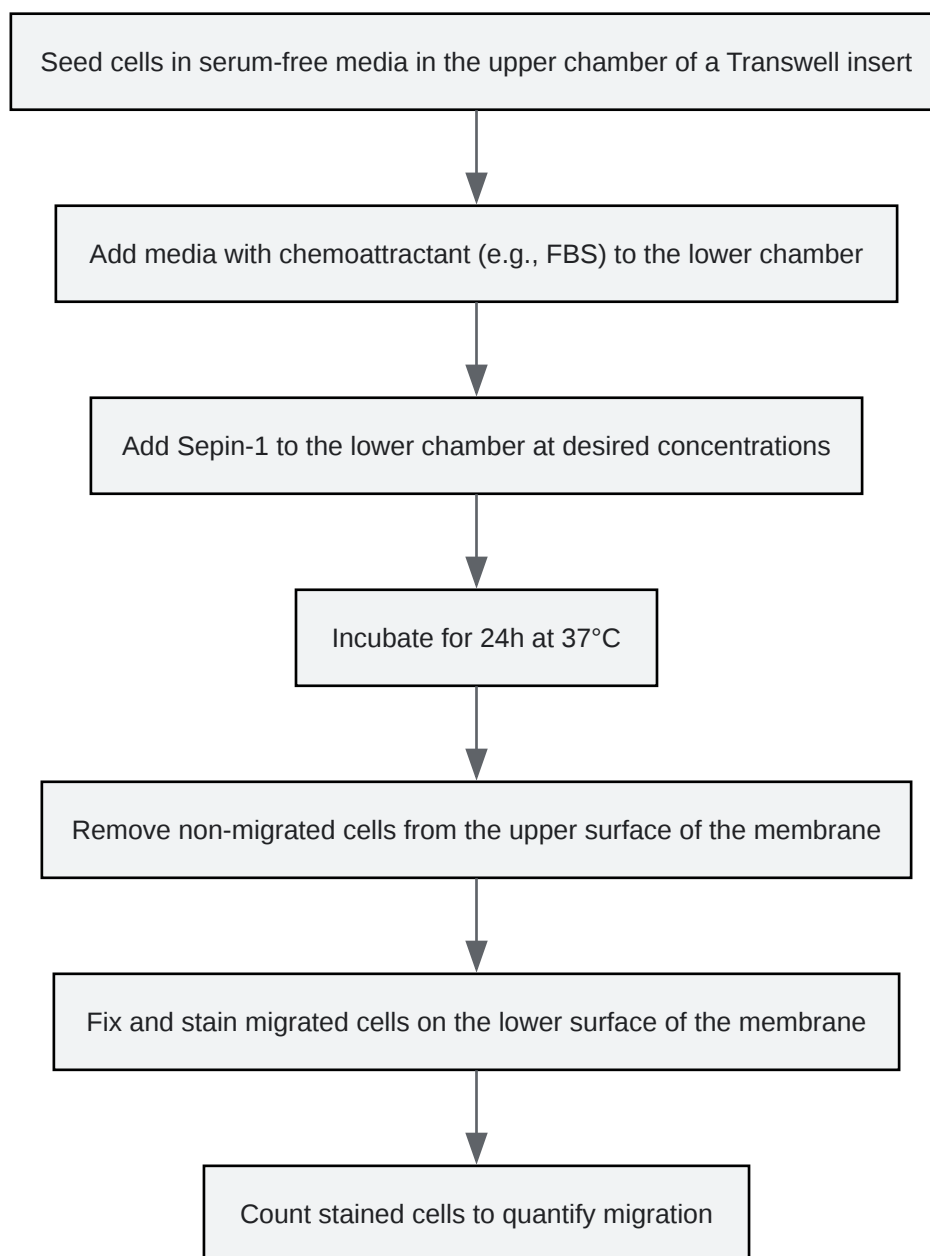 Seed cells in serum-free media in the upper chamber of a Transwell insert
Add media with chemoattractant (e.g., FBS) to the lower chamber
Add Sepin-1 to the lower chamber at desired concentrations
Incubate for 24h at 37°C
Remove non-migrated cells from the upper surface of the membrane
Fix and stain migrated cells on the lower surface of the membrane
Count stained cells to quantify migration